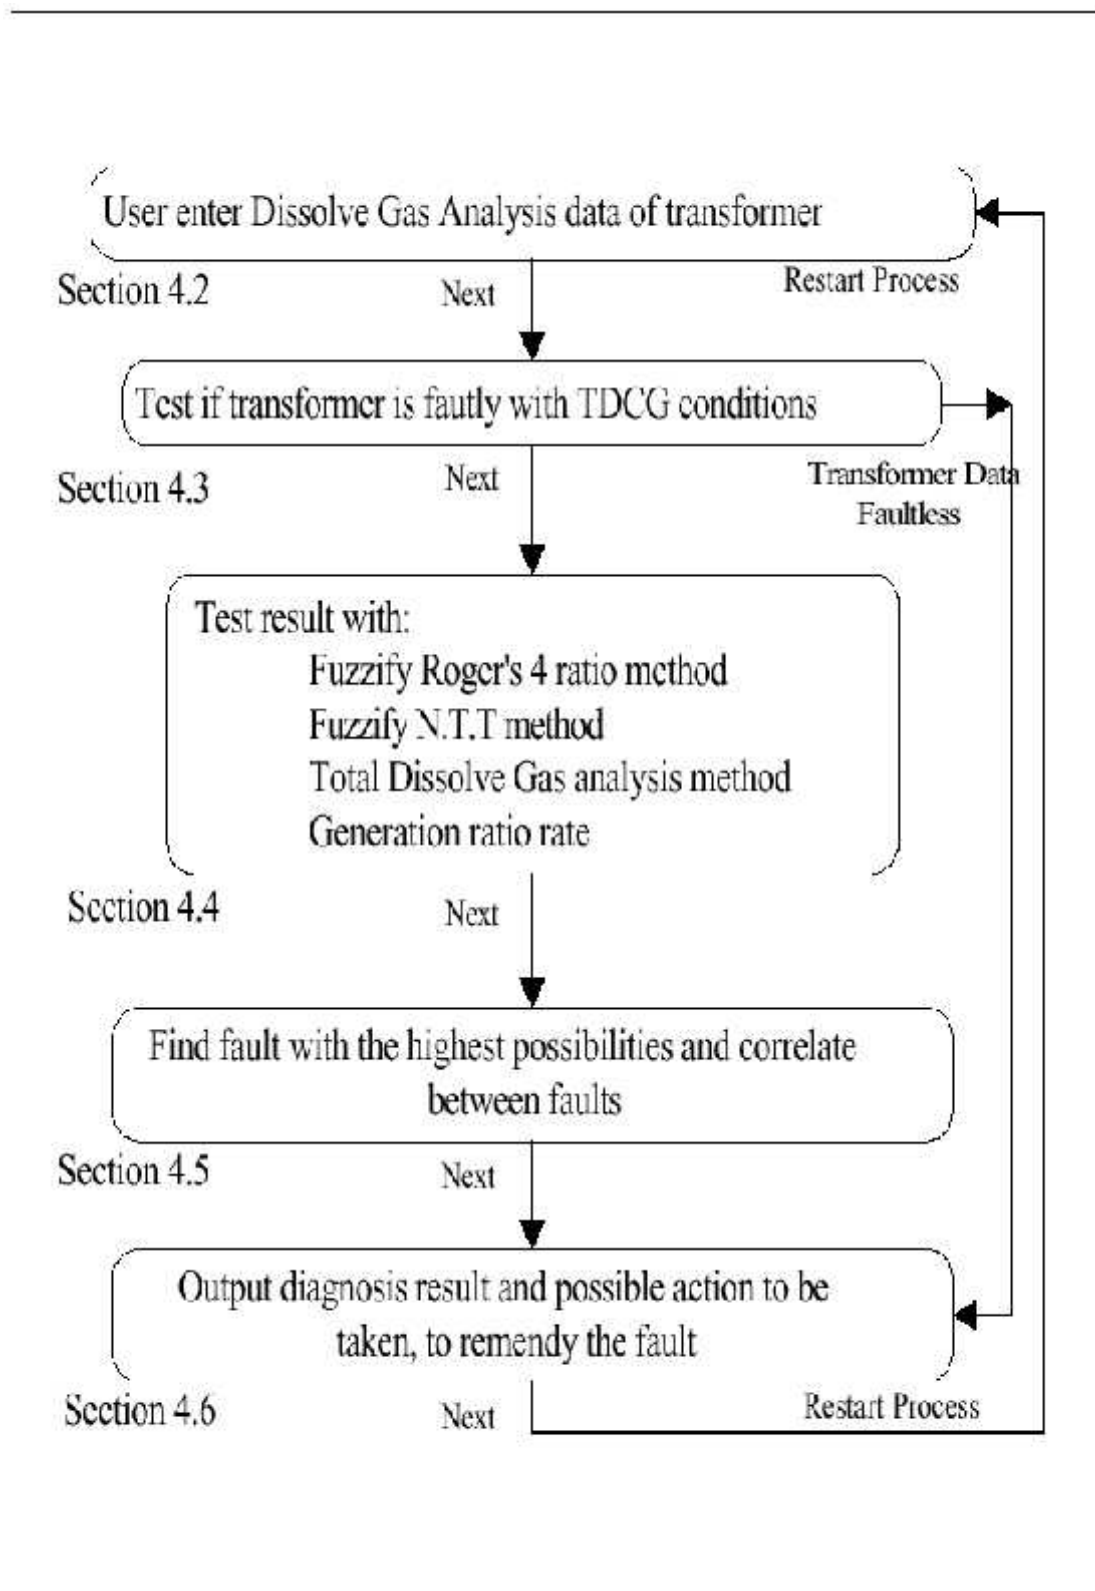 User enter Dissolve Gas Analysis data of transformer
Section 4.2
Next
Restart Process
Test if transformer is fautly with TDCG conditions
Section 4.3
Next
Transformer Data
Faultless
Test result with:
Fuzzify Roger's 4 ratio method
Fuzzify N.T.T method
Total Dissolve Gas analysis method
Generation ratio rate
Section 4.4
Next
Find fault with the highest possibilities and correlate
between faults
Section 4.5
Next
Output diagnosis result and possible action to be
taken, to remendy the fault
Section 4.6
Next
Restart Process